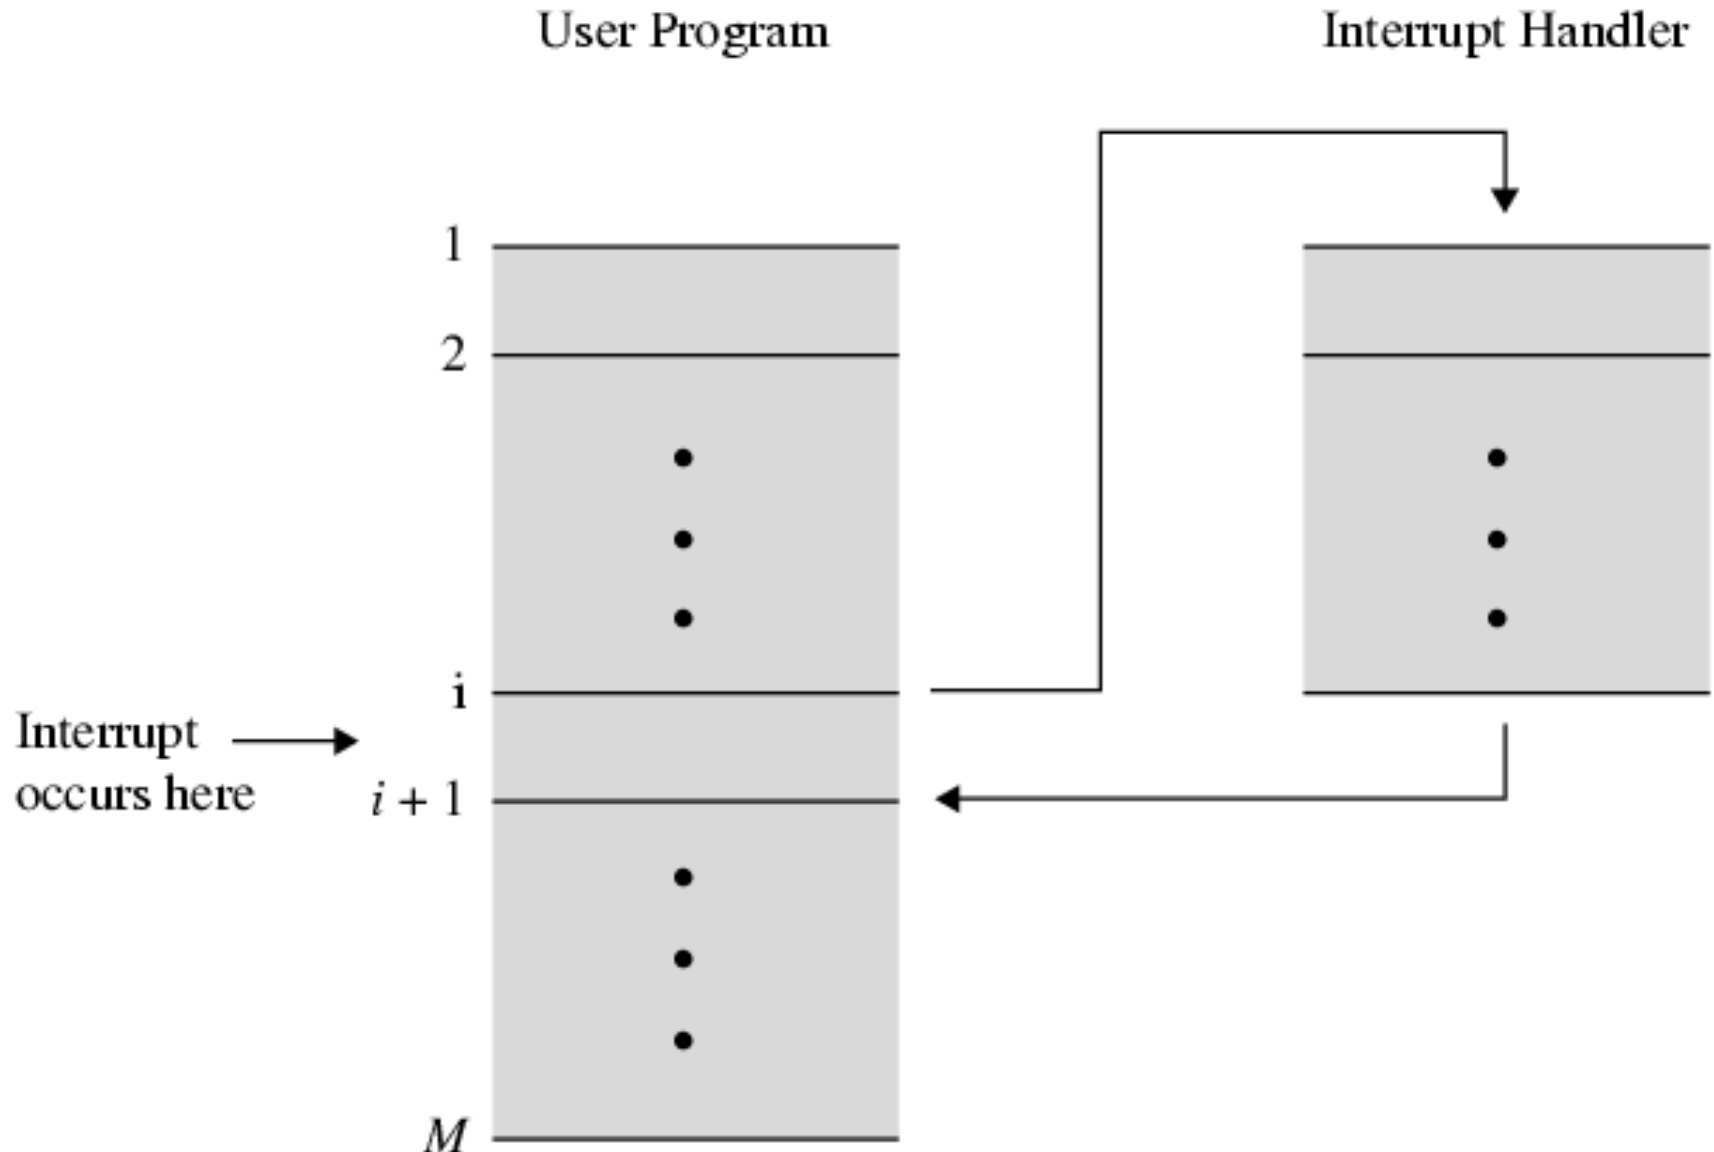 User Program
Interrupt Handler
1
2
i
Interrupt
occurs here
i + 1
M